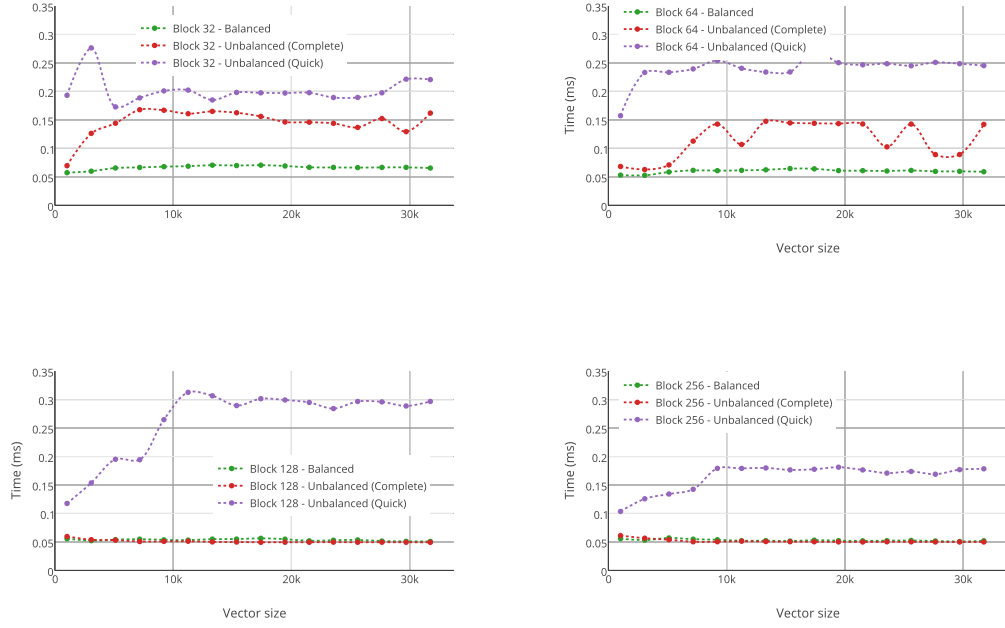 0.35
0.3
0.25
0.2
0.15
0.1
0.05
0
0
10k
20k
30k
Block 32 - Balanced
Block 32 - Unbalanced (Complete)
Block 32 - Unbalanced (Quick)
0.35
0.3
0.25
0.2
0.15
0.1
0.05
0
0
10k
20k
30k
Block 64 - Balanced
Block 64 - Unbalanced (Complete)
Block 64 - Unbalanced (Quick)
Time (ms)
Vector size
0.35
0.3
0.25
0.2
0.15
0.1
0.05
0
0
10k
20k
30k
Block 128 - Balanced
Block 128 - Unbalanced (Complete)
Block 128 - Unbalanced (Quick)
Time (ms)
Vector size
0.35
0.3
0.25
0.2
0.15
0.1
0.05
0
0
10k
20k
30k
Block 256 - Balanced
Block 256 - Unbalanced (Complete)
Block 256 - Unbalanced (Quick)
Time (ms)
Vector size